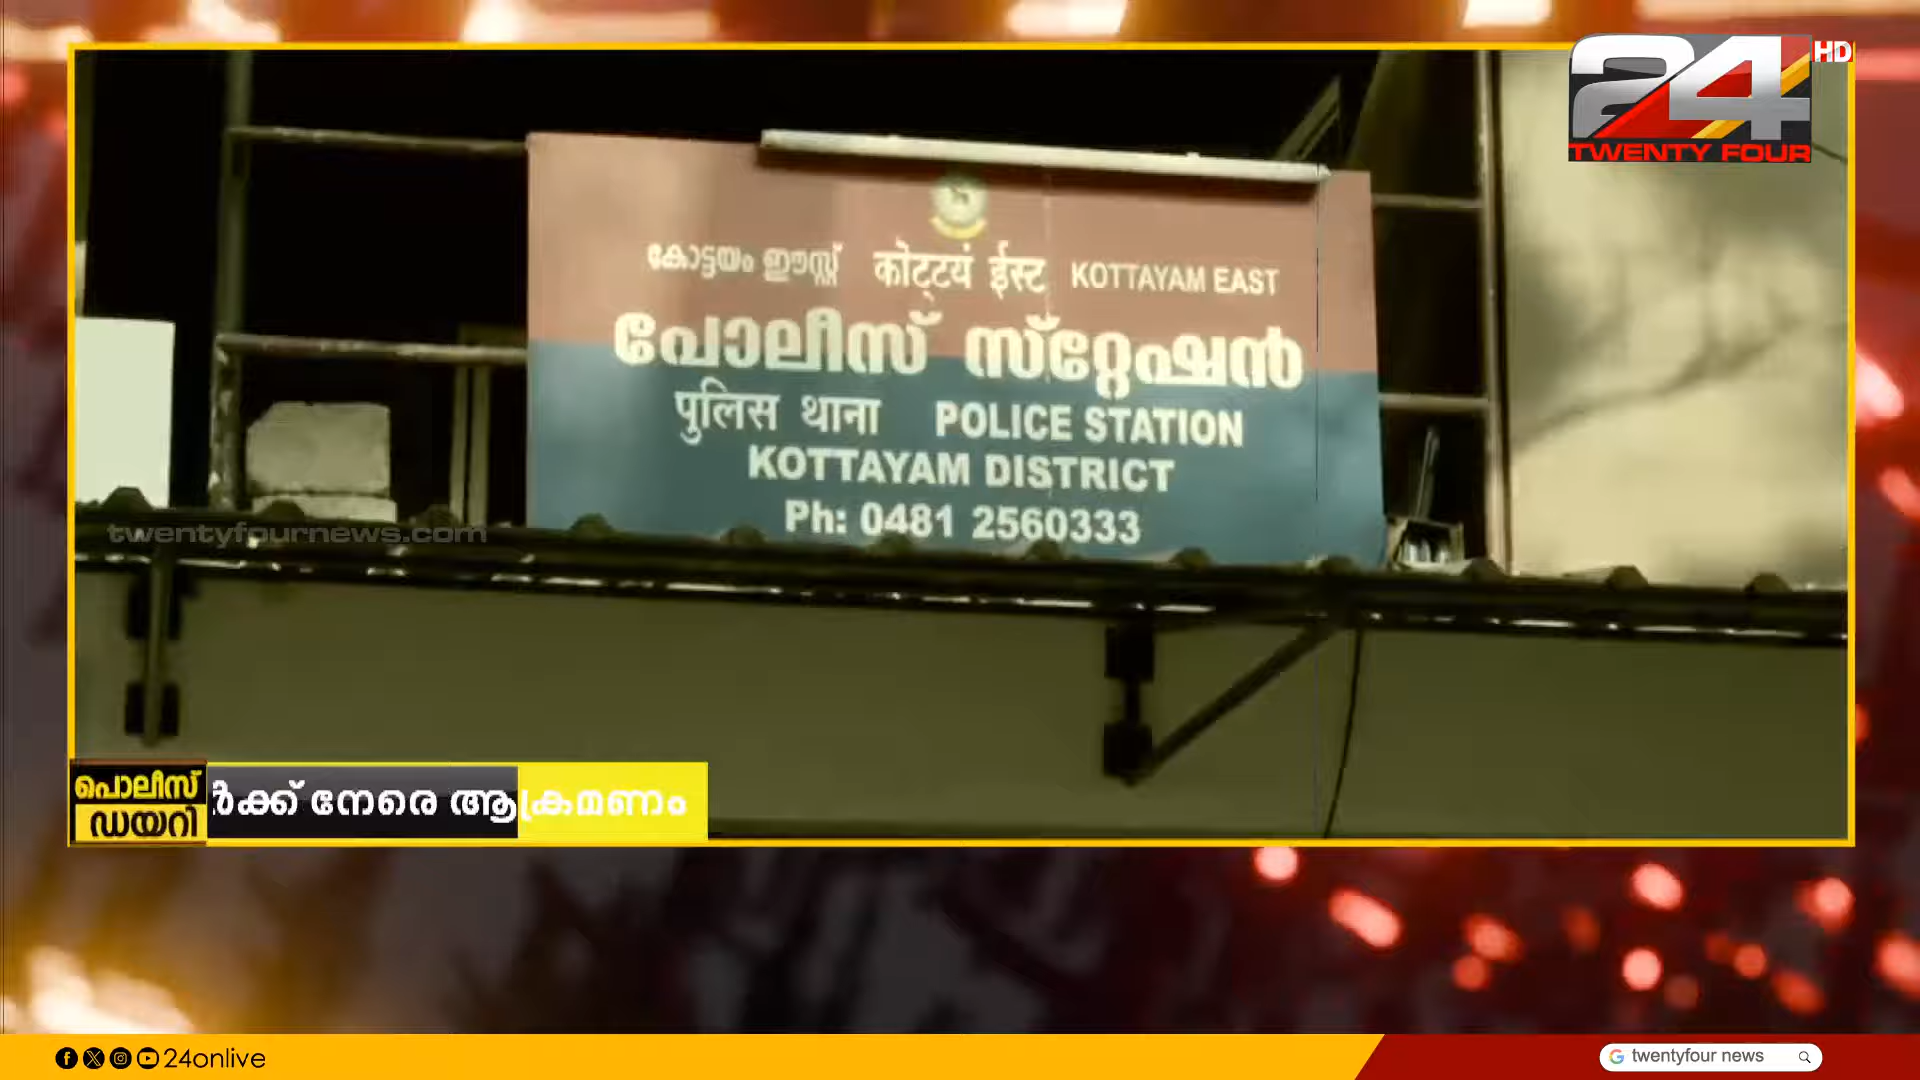 24 HD
TWENTY FOUR
കോട്ടയം ഈസ്റ്റ് कोट्टयं ईस्ट KOTTAYAM EAST
പോലീസ് സ്റ്റേഷൻ
पुलिस थाना POLICE STATION
KOTTAYAM DISTRICT
Ph: 0481 2560333
twentyfournews.com
പൊലീസ്
ഡയറി
ർക്ക് നേരെ ആക്രമണം
24onlive
twentyfour news